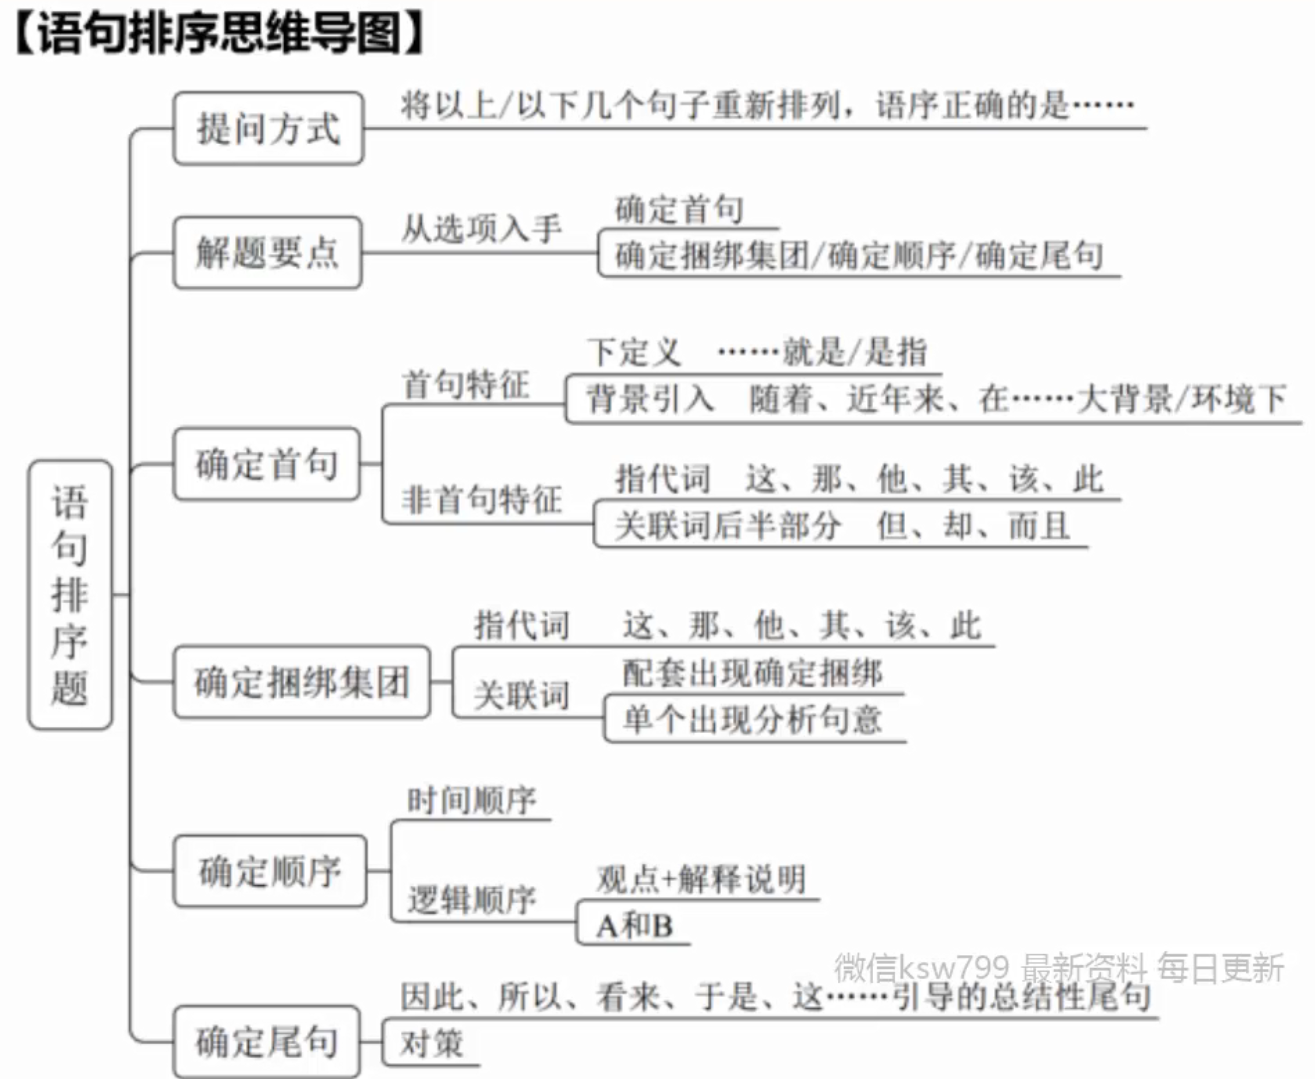 【语句排序思维导图】
语句排序题
提问方式
将以上/以下几个句子重新排列，语序正确的是……
解题要点
从选项入手
确定首句
确定捆绑集团/确定顺序/确定尾句
确定首句
首句特征
下定义 ……就是/是指
背景引入 随着、近年来、在……大背景/环境下
非首句特征
指代词 这、那、他、其、该、此
关联词后半部分 但、却、而且
确定捆绑集团
指代词 这、那、他、其、该、此
关联词
配套出现确定捆绑
单个出现分析句意
确定顺序
时间顺序
逻辑顺序
观点+解释说明
A和B
确定尾句
因此、所以、看来、于是、这……引导的总结性尾句
对策
微信ksw799 最新资料 每日更新